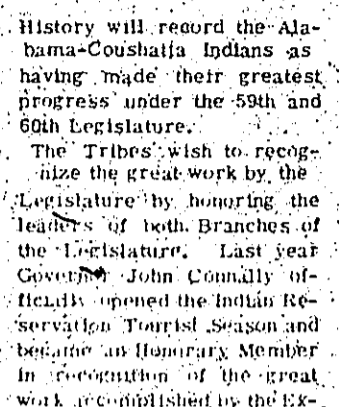 History will record the Ala-
bama-Coushatta Indians as
having made their greatest
progress under the 59th and
60th Legislature.
The Tribes wish to recog-
nize the great work by the
Legislature by honoring the
leaders of both Branches of
the Legislature. Last year
Governor John Connally of-
ficially opened the Indian Re-
servation Tourist Season and
became an Honorary Member
in recognition of the great
work accomplished by the Ex-